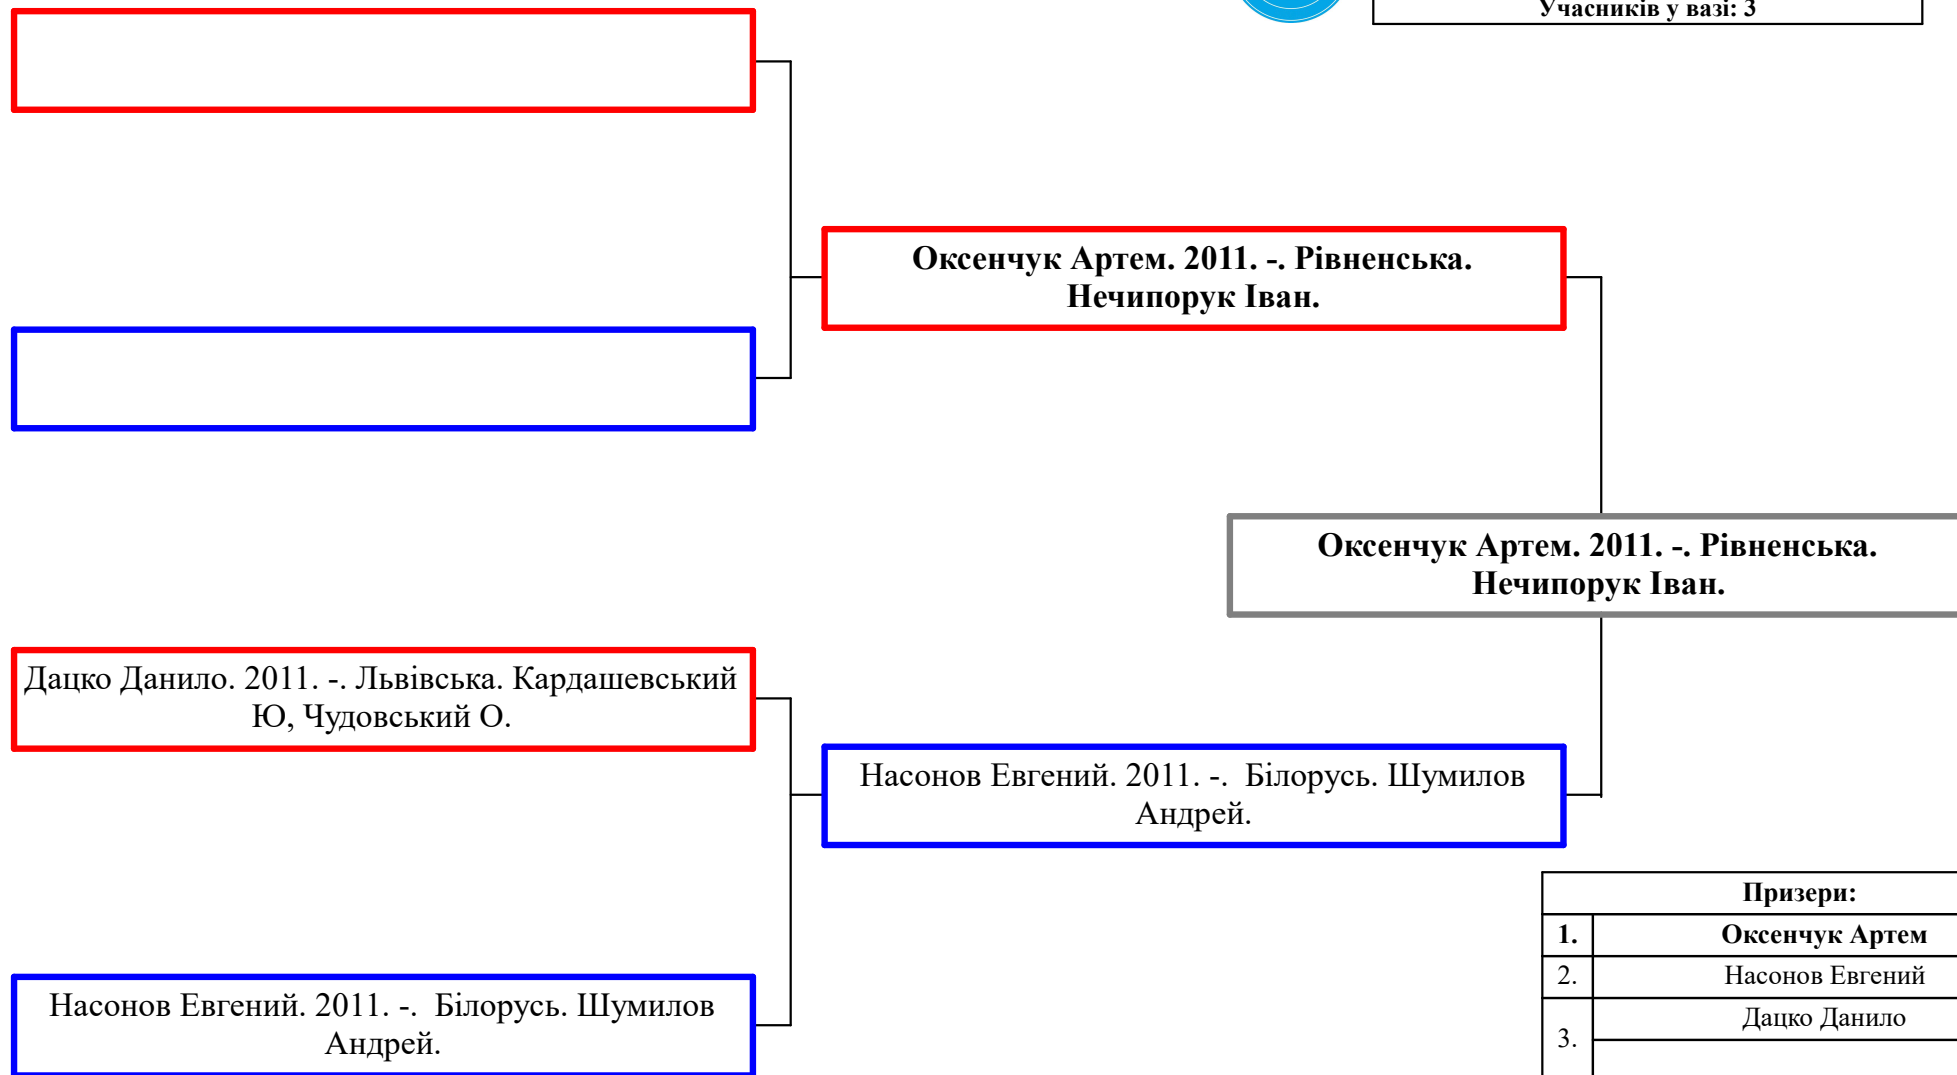 Учасників у вазі: 3
Оксенчук Артем. 2011. -. Рівненська.
Нечипорук Іван.
Оксенчук Артем. 2011. -. Рівненська.
Нечипорук Іван.
Дацко Данило. 2011. -. Львівська. Кардашевський
Ю, Чудовський О.
Насонов Евгений. 2011. -. Білорусь. Шумилов
Андрей.
Насонов Евгений. 2011. -. Білорусь. Шумилов
Андрей.
Призери:
1. Оксенчук Артем
2. Насонов Евгений
3. Дацко Данило